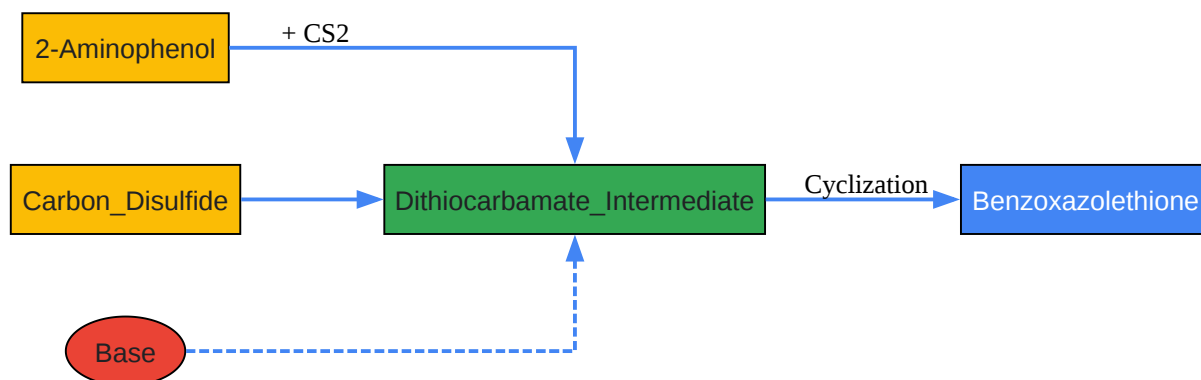 2-Aminophenol
+ CS2
Carbon_Disulfide
Dithiocarbamate_Intermediate
Cyclization
Benzoxazolethione
Base